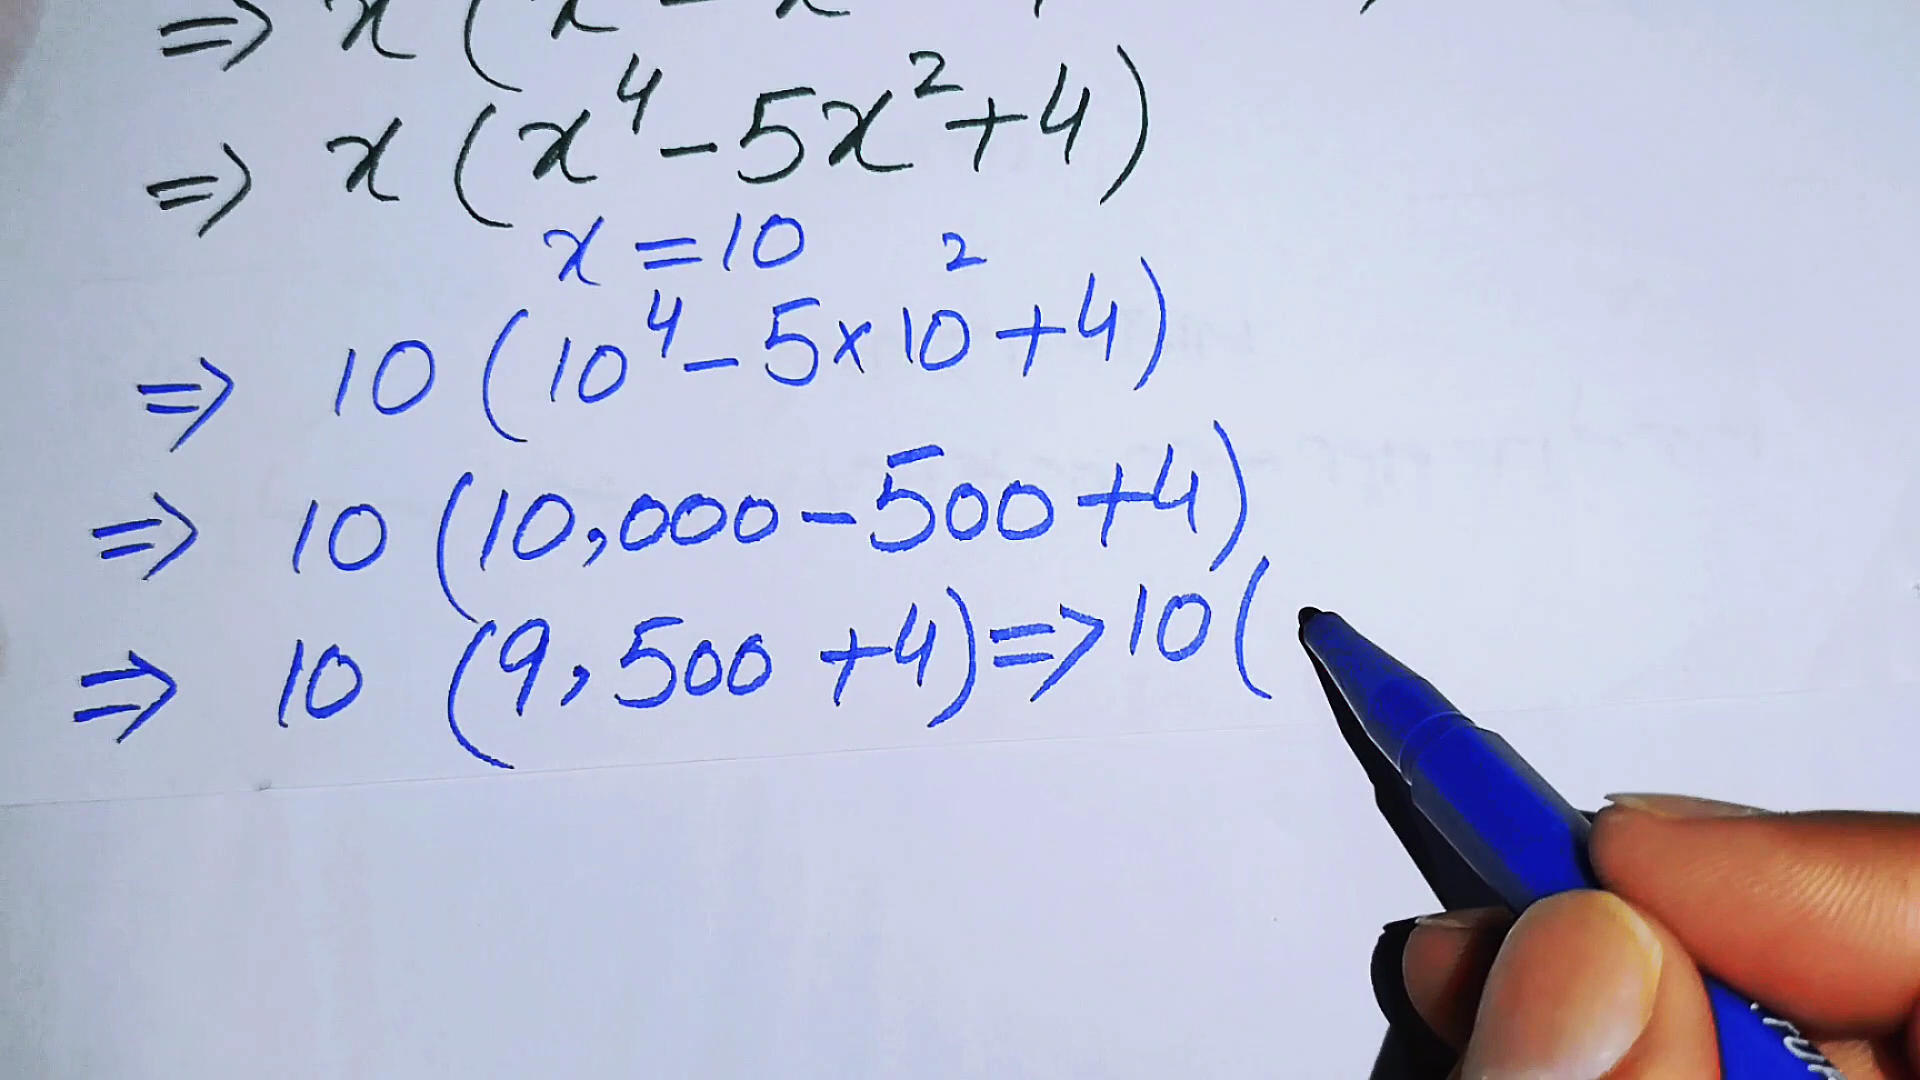 => x (x
=> x (x⁴ - 5x² + 4)
x = 10
=> 10 (10⁴ - 5 × 10² + 4)
=> 10 (10,000 - 500 + 4)
=> 10 (9,500 + 4) => 10 (